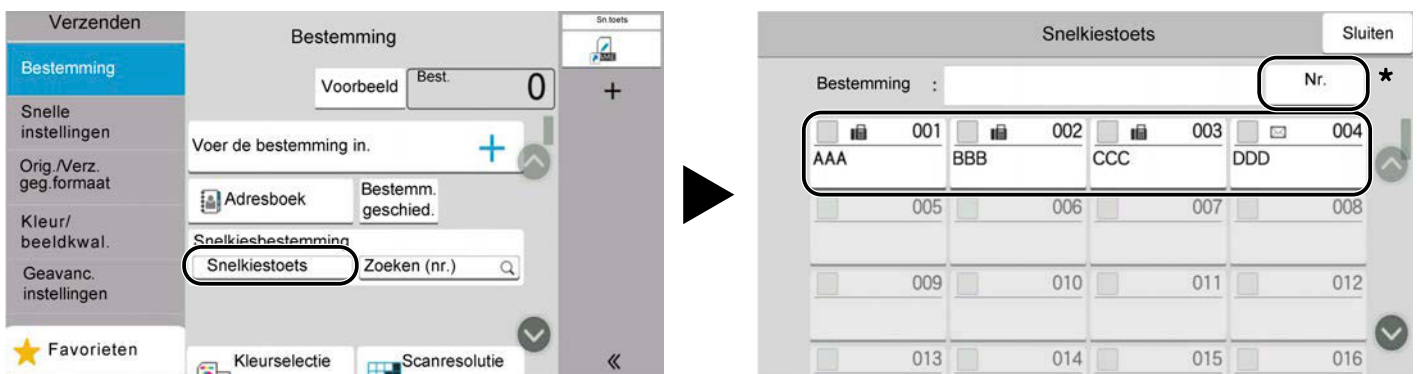 Verzenden
Bestemming
Snelle
instellingen
Orig./Verz.
geg.formaat
Kleur/
beeldkwal.
Geavanc.
instellingen
Favorieten
Bestemming
Voorbeeld
Best.
0
Voer de bestemming in.
+
Adresboek
Bestemm.
geschied.
Snelkiesbestemming
Snelkiestoets
Zoeken (nr.)
Kleurselectie
Scanresolutie
Sn.toets
+
«
Snelkiestoets
Sluiten
Bestemming :
Nr.
*
001 002 003 004
AAA BBB CCC DDD
005 006 007 008
009 010 011 012
013 014 015 016